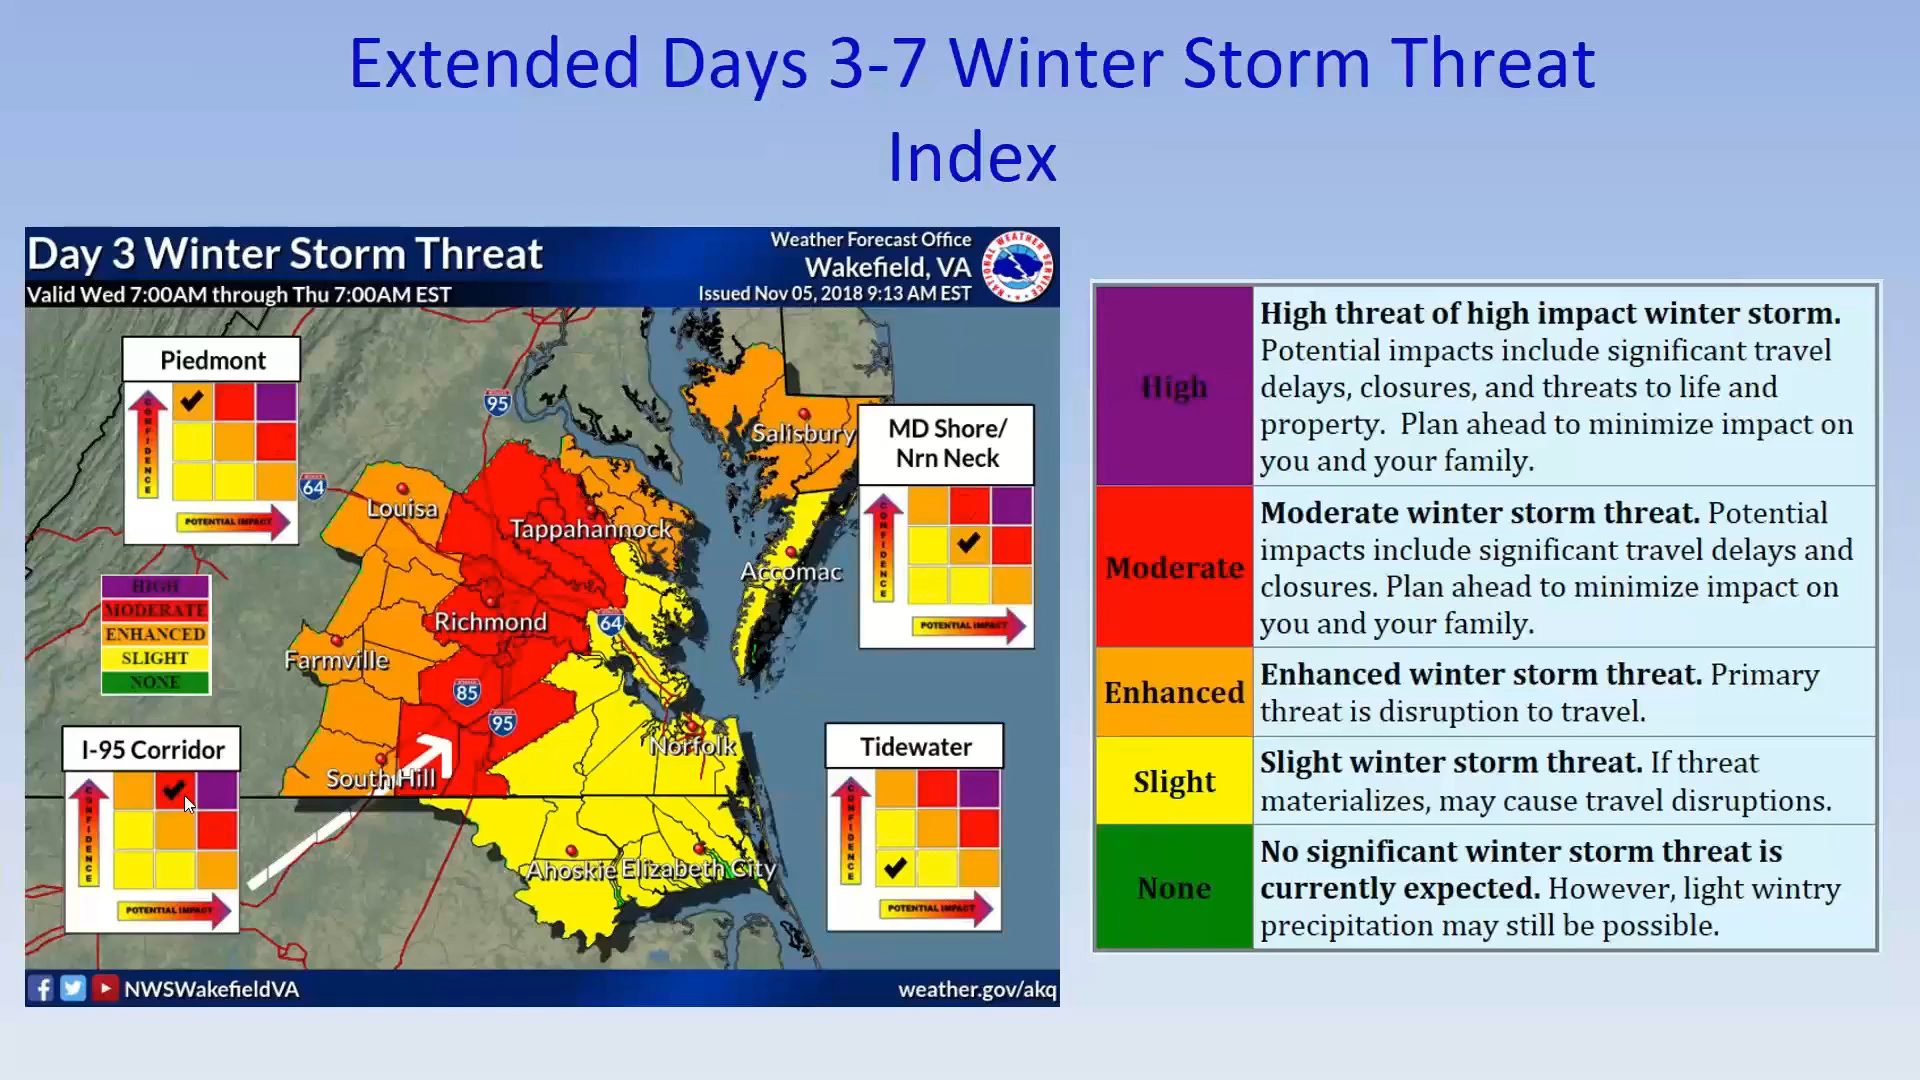 Extended Days 3-7 Winter Storm Threat
Index
Day 3 Winter Storm Threat
Valid Wed 7:00AM through Thu 7:00AM EST
Weather Forecast Office
Wakefield, VA
Issued Nov 05, 2018 9:13 AM EST
NATIONAL WEATHER SERVICE
Piedmont
CONFIDENCE
POTENTIAL IMPACT
95
64
Salisbury
MD Shore/
Nrn Neck
CONFIDENCE
POTENTIAL IMPACT
Louisa
Tappahannock
Accomac
HIGH
MODERATE
ENHANCED
SLIGHT
NONE
Richmond
64
Farmville
85
95
Norfolk
South Hill
I-95 Corridor
CONFIDENCE
POTENTIAL IMPACT
Tidewater
CONFIDENCE
POTENTIAL IMPACT
Ahoskie
Elizabeth City
NWSWakefieldVA
weather.gov/akq
High
High threat of high impact winter storm.
Potential impacts include significant travel
delays, closures, and threats to life and
property. Plan ahead to minimize impact on
you and your family.
Moderate
Moderate winter storm threat. Potential
impacts include significant travel delays and
closures. Plan ahead to minimize impact on
you and your family.
Enhanced
Enhanced winter storm threat. Primary
threat is disruption to travel.
Slight
Slight winter storm threat. If threat
materializes, may cause travel disruptions.
None
No significant winter storm threat is
currently expected. However, light wintry
precipitation may still be possible.